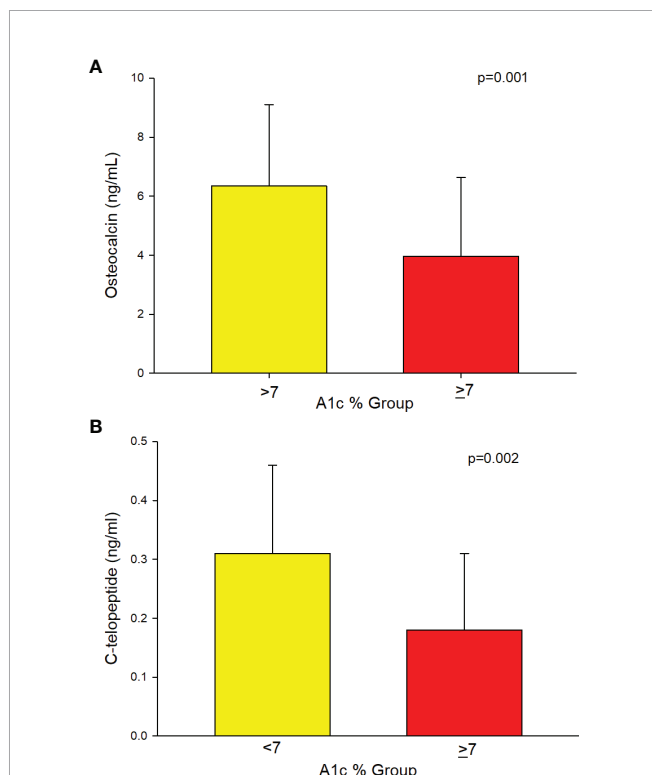 A
p=0.001
10
8
6
4
2
0
Osteocalcin (ng/mL)
>7
≥7
A1c % Group
B
p=0.002
0.5
0.4
0.3
0.2
0.1
0.0
C-telopeptide (ng/ml)
<7
≥7
A1c % Group